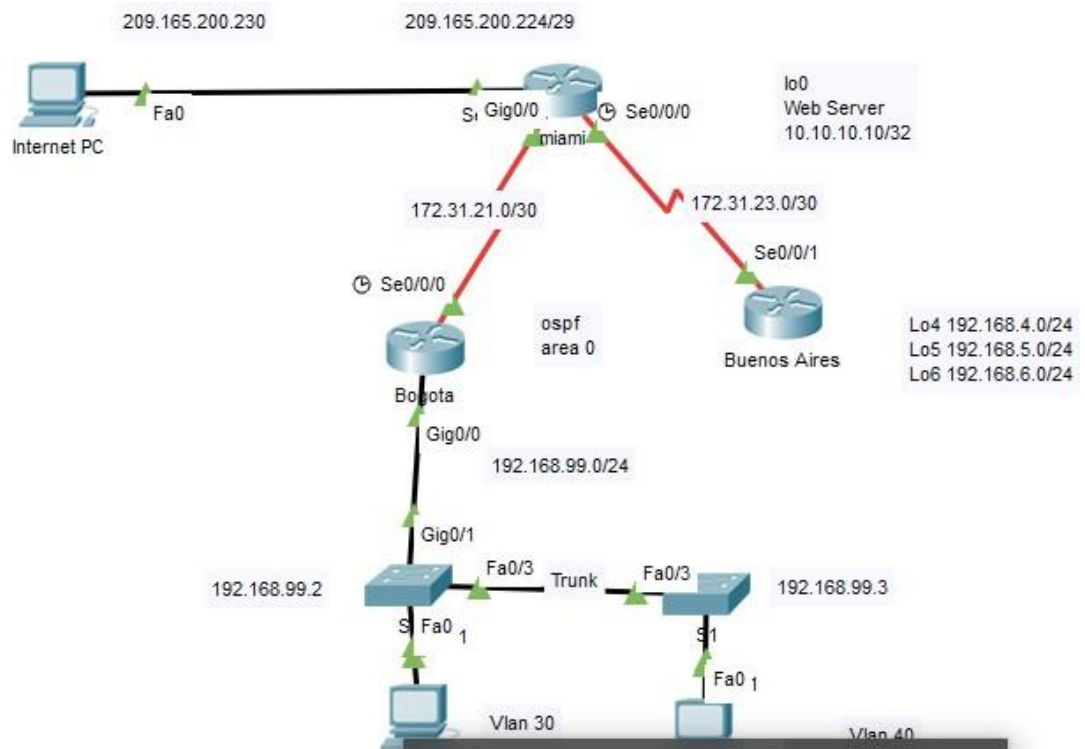 209.165.200.230
209.165.200.224/29
Fa0
Internet PC
Gig0/0
Se0/0/0
miami
lo0
Web Server
10.10.10.10/32
172.31.21.0/30
172.31.23.0/30
Se0/0/1
Buenos Aires
Se0/0/0
ospf
area 0
Lo4 192.168.4.0/24
Lo5 192.168.5.0/24
Lo6 192.168.6.0/24
Bogota
Gig0/0
192.168.99.0/24
Gig0/1
Fa0/3
Trunk
Fa0/3
192.168.99.2
192.168.99.3
Fa0
1
S1
Fa0
1
Vlan 30
Vlan 40